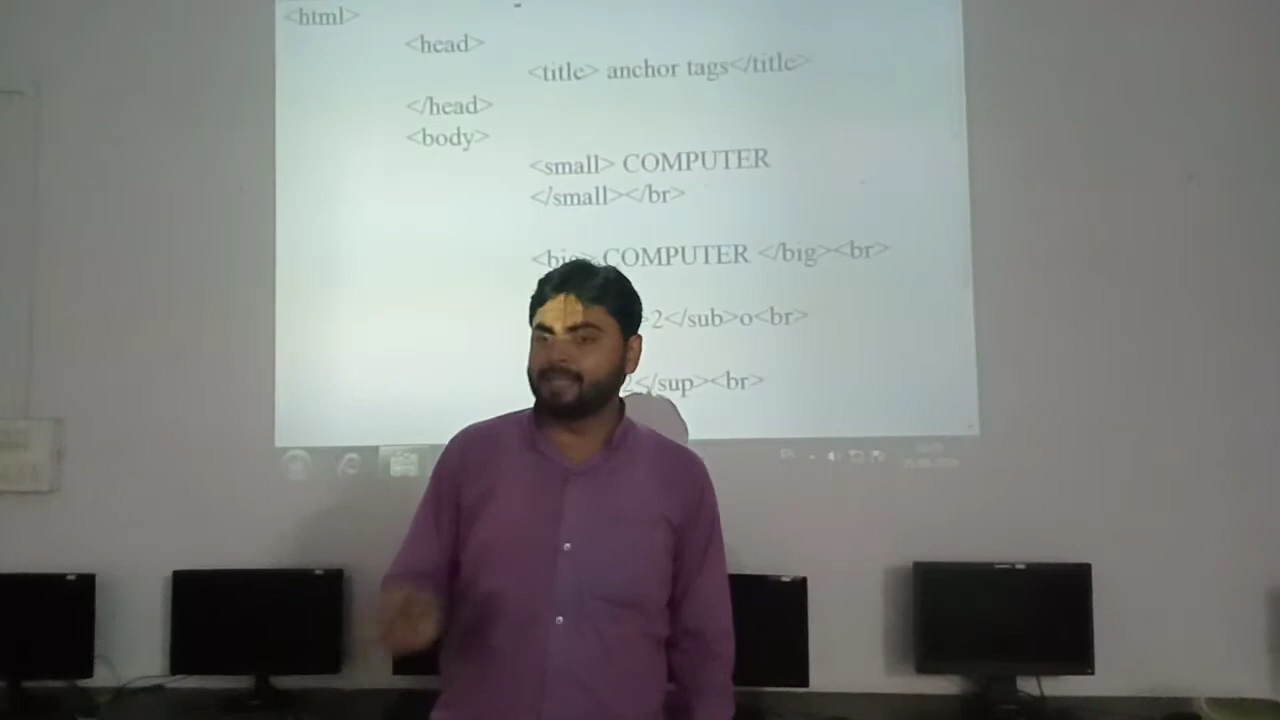 <html>
<head>
<title> anchor tags</title>
</head>
<body>
<small> COMPUTER
</small></br>
<big> COMPUTER </big><br>
>2</sub>o<br>
2</sup><br>